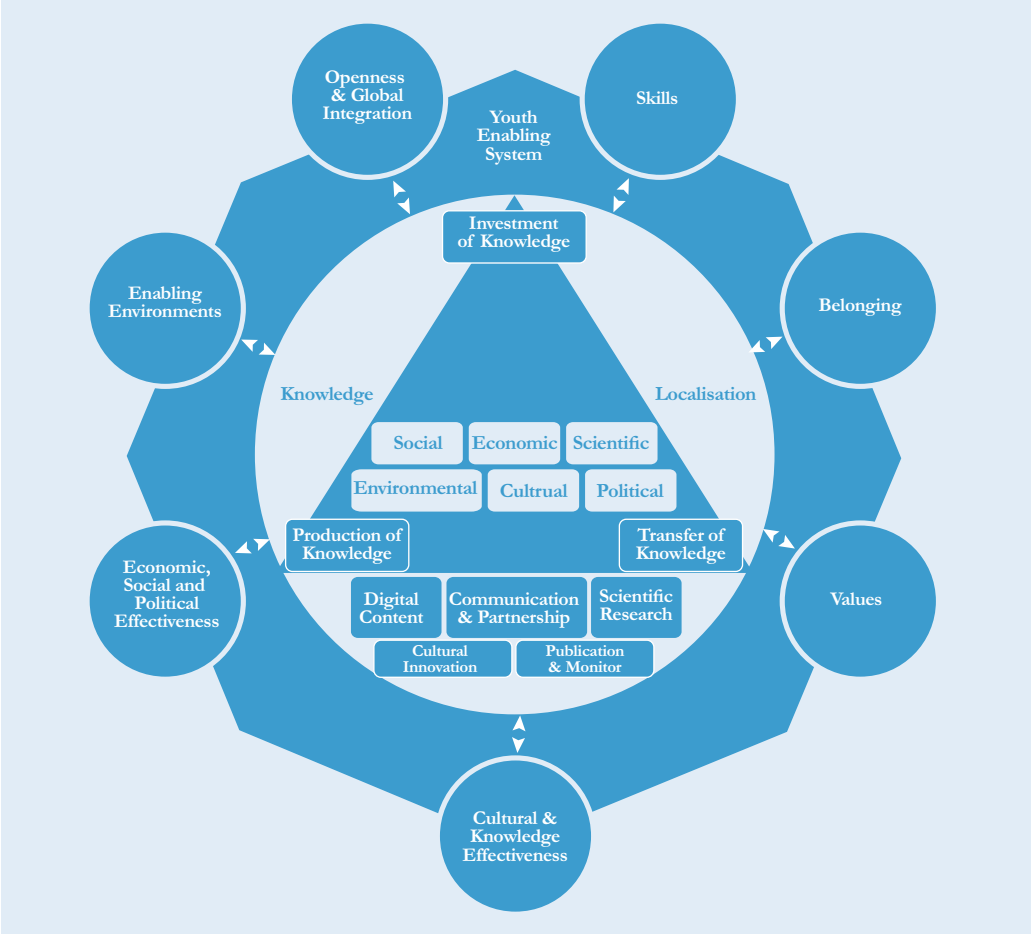 Openness
& Global
Integration
Skills
Youth
Enabling
System
Investment
of Knowledge
Enabling
Environments
Belonging
Knowledge
Localisation
Social
Economic
Scientific
Environmental
Cultrual
Political
Production of
Knowledge
Transfer of
Knowledge
Economic,
Social and
Political
Effectiveness
Values
Digital
Content
Communication
& Partnership
Scientific
Research
Cultural
Innovation
Publication
& Monitor
Cultural &
Knowledge
Effectiveness